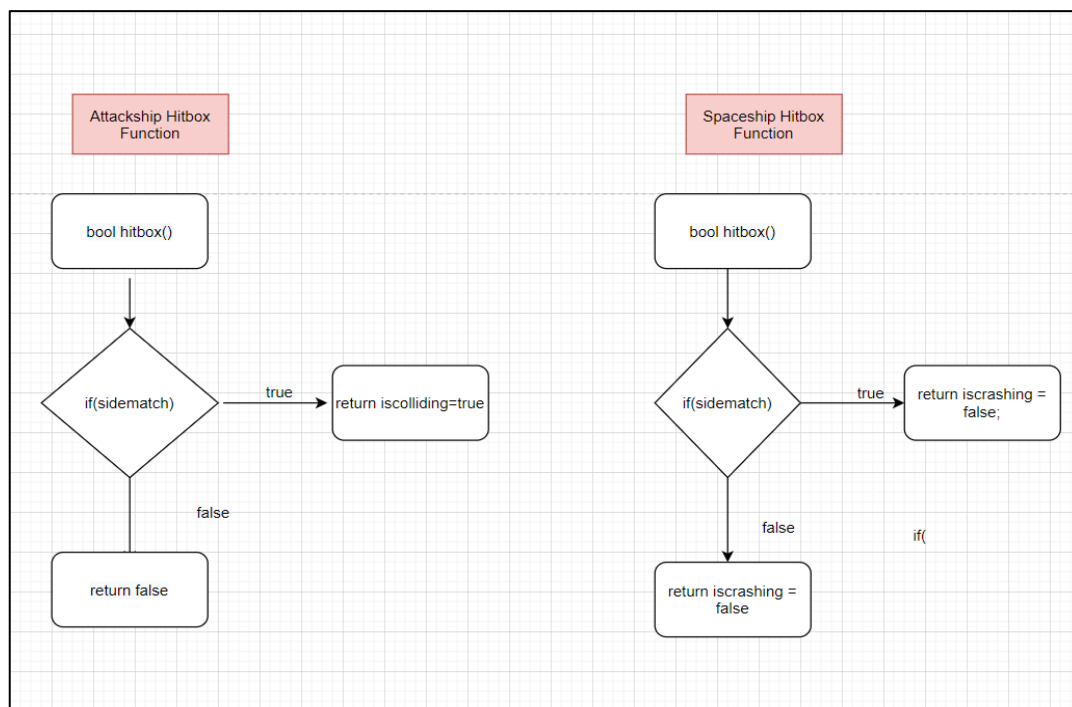 Attackship Hitbox
Function
bool hitbox()
if(sidematch)
true
return iscolliding=true
false
return false
Spaceship Hitbox
Function
bool hitbox()
if(sidematch)
true
return iscrashing =
false;
false
if(
return iscrashing =
false